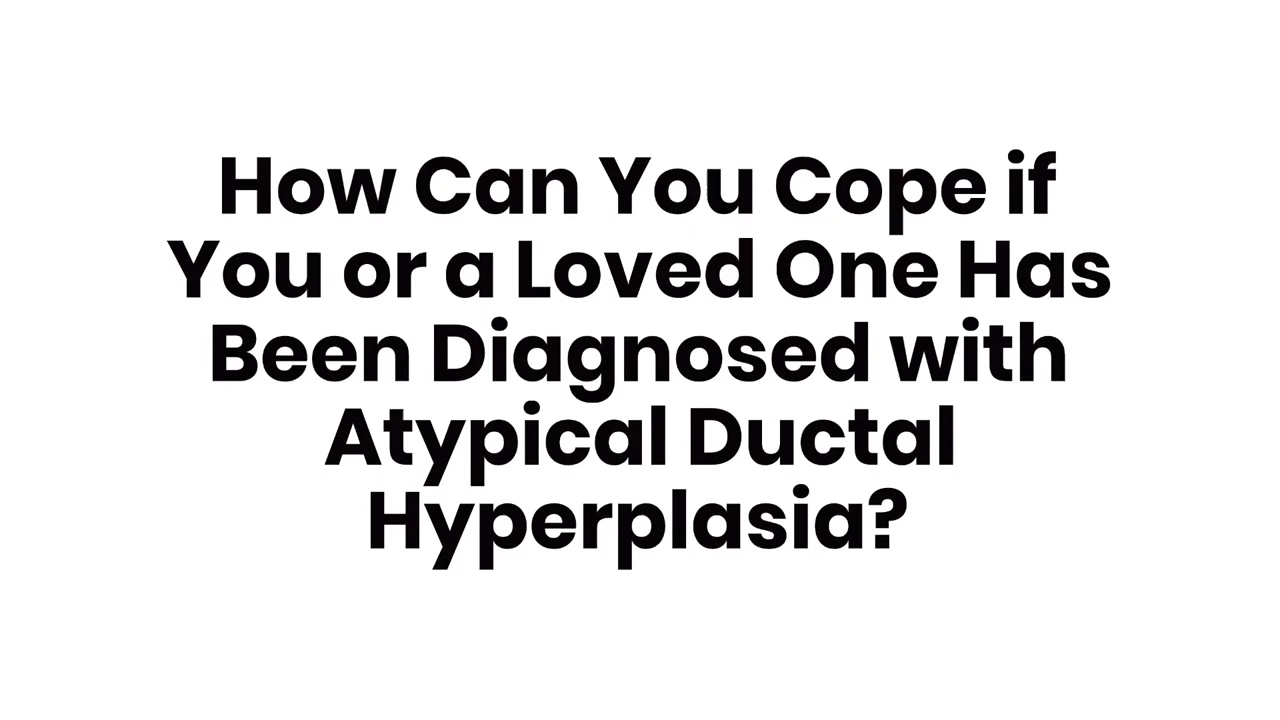 How Can You Cope if
You or a Loved One Has
Been Diagnosed with
Atypical Ductal
Hyperplasia?